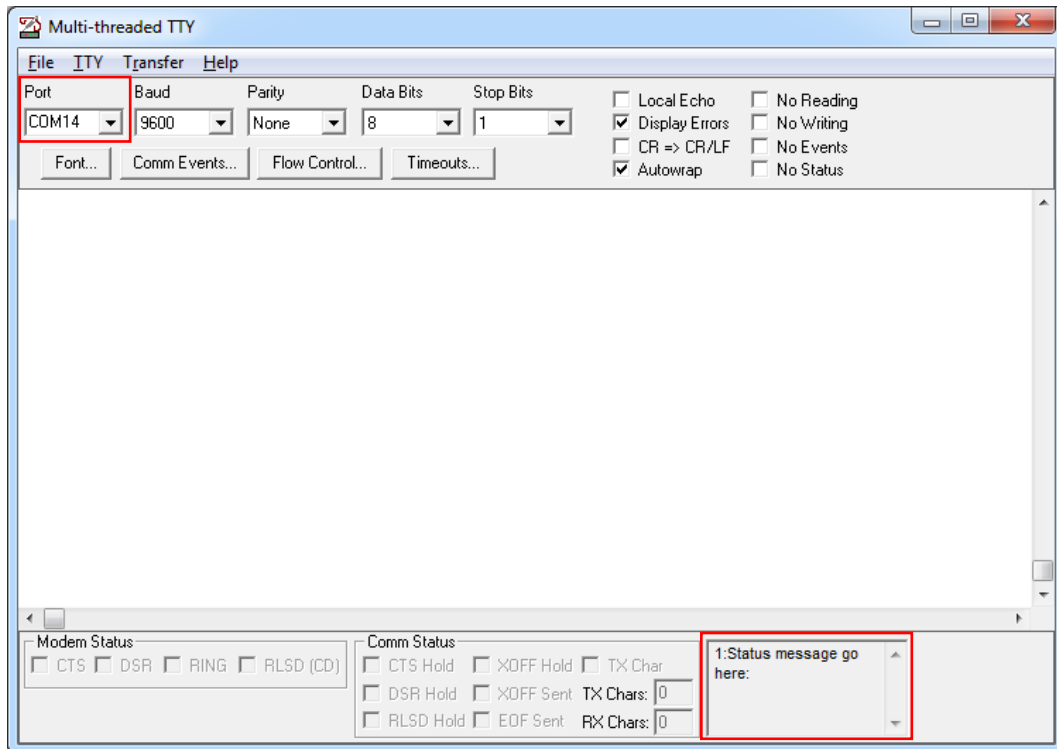 Multi-threaded TTY
File TTY Transfer Help
Port Baud Parity Data Bits Stop Bits
COM14 9600 None 8 1
Font... Comm Events... Flow Control... Timeouts...
Local Echo No Reading
Display Errors No Writing
CR => CR/LF No Events
Autowrap No Status
Modem Status
CTS DSR RING RLSD (CD)
Comm Status
CTS Hold XOFF Hold TX Char
DSR Hold XOFF Sent TX Chars: 0
RLSD Hold EOF Sent RX Chars: 0
1:Status message go
here: